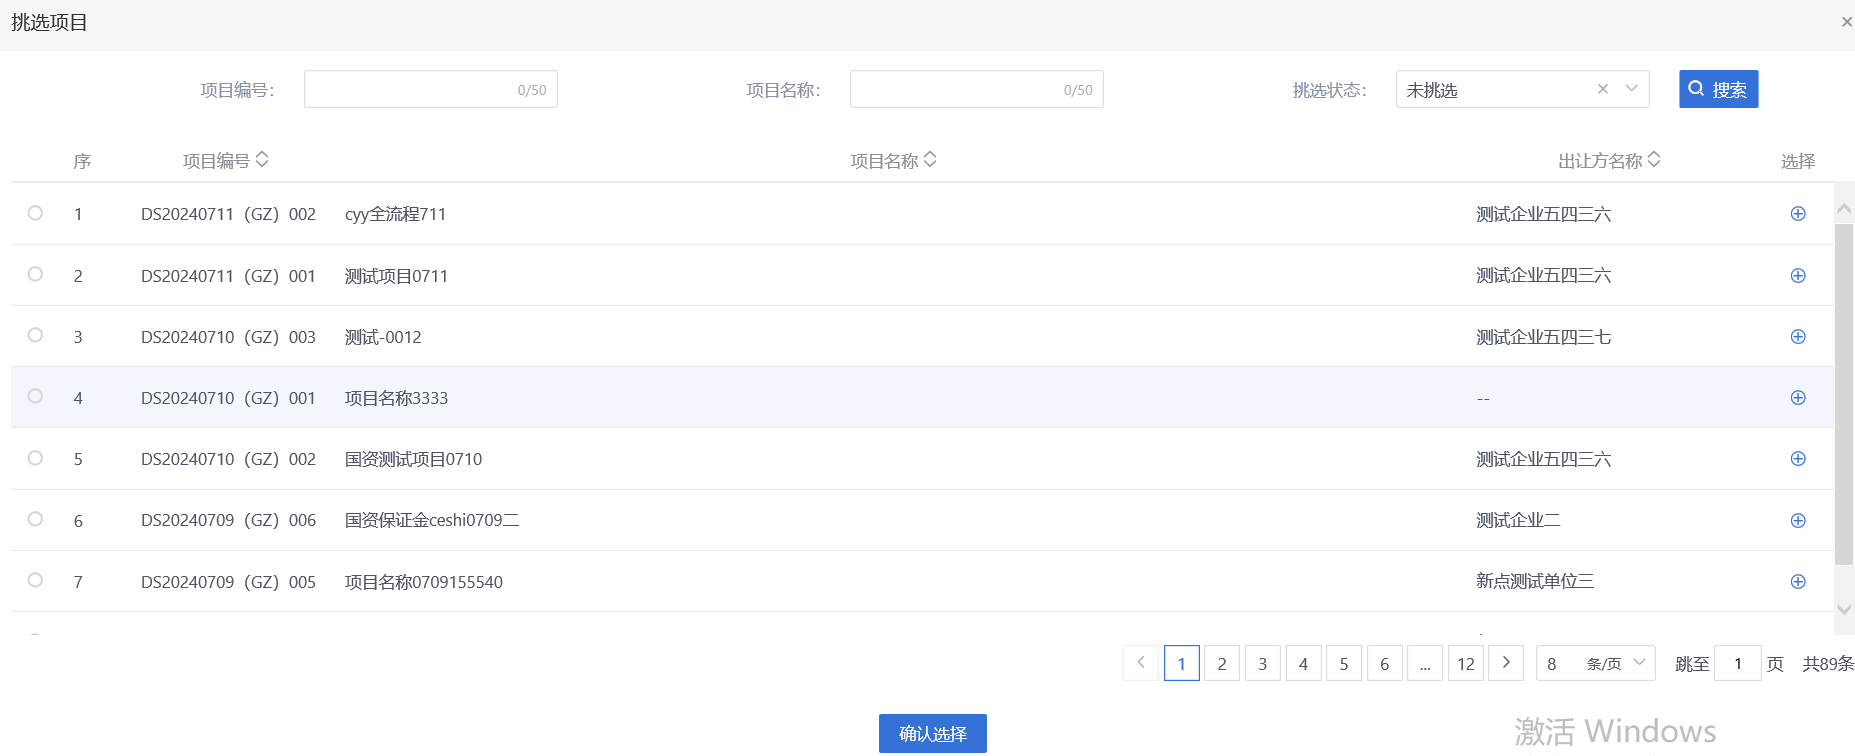 挑选项目
项目编号： 0/50 项目名称： 0/50 挑选状态： 未挑选 搜索
序 项目编号 项目名称 出让方名称 选择
1 DS20240711（GZ）002 cyy全流程711 测试企业五四三六
2 DS20240711（GZ）001 测试项目0711 测试企业五四三六
3 DS20240710（GZ）003 测试-0012 测试企业五四三七
4 DS20240710（GZ）001 项目名称3333 --
5 DS20240710（GZ）002 国资测试项目0710 测试企业五四三六
6 DS20240709（GZ）006 国资保证金ceshi0709二 测试企业二
7 DS20240709（GZ）005 项目名称0709155540 新点测试单位三
1 2 3 4 5 6 ... 12 8 条/页 跳至 1 页 共89条
确认选择
激活 Windows